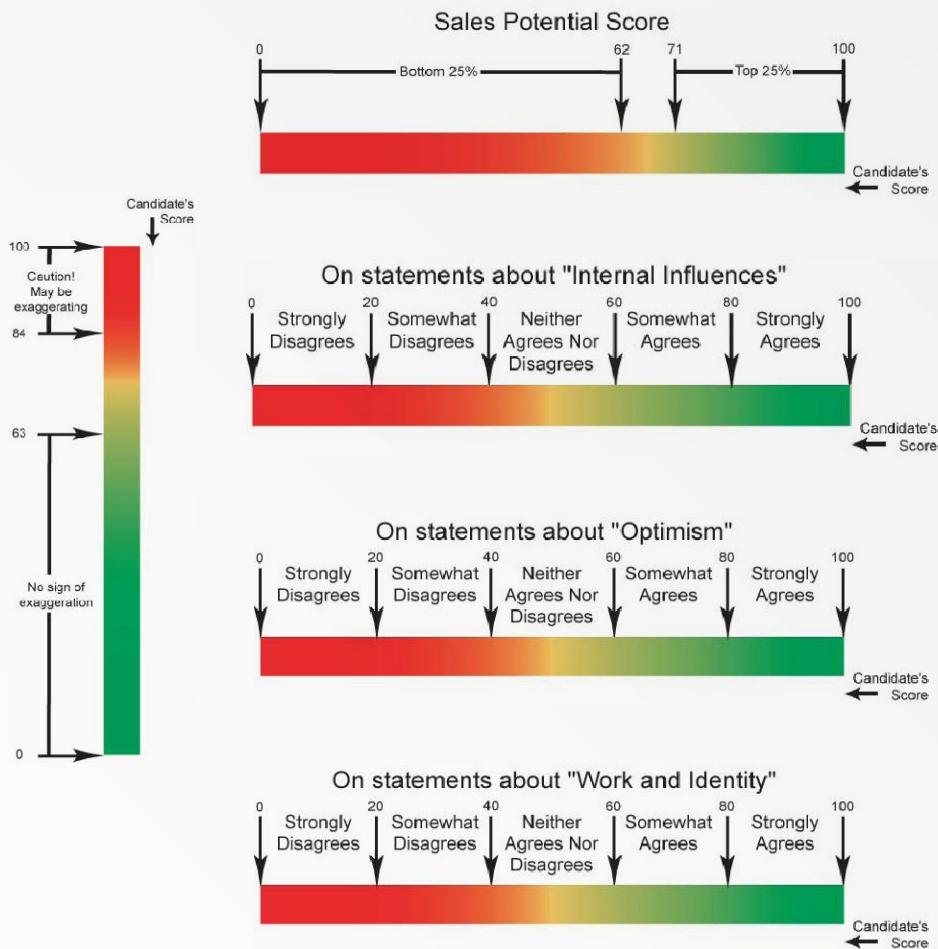 Sales Potential Score
0 62 71 100
Bottom 25% Top 25%
Candidate's
Score
Candidate's
Score
100
Caution!
May be
exaggerating
84
63
No sign of
exaggeration
0
On statements about "Internal Influences"
0 20 40 60 80 100
Strongly Somewhat Neither Somewhat Strongly
Disagrees Disagrees Agrees Nor Agrees Agrees
Disagrees
Candidate's
Score
On statements about "Optimism"
0 20 40 60 80 100
Strongly Somewhat Neither Somewhat Strongly
Disagrees Disagrees Agrees Nor Agrees Agrees
Disagrees
Candidate's
Score
On statements about "Work and Identity"
0 20 40 60 80 100
Strongly Somewhat Neither Somewhat Strongly
Disagrees Disagrees Agrees Nor Agrees Agrees
Disagrees
Candidate's
Score